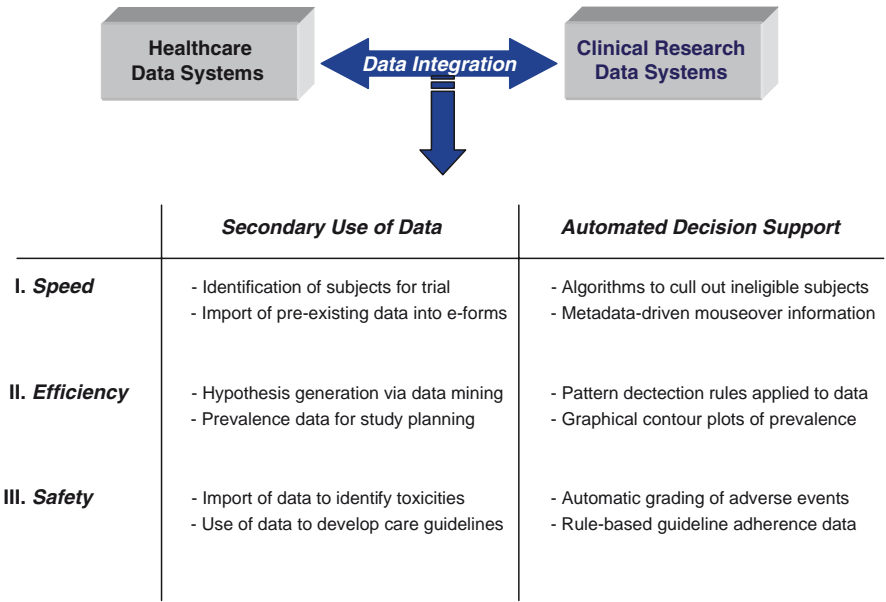 Healthcare
Data Systems
Data Integration
Clinical Research
Data Systems
Secondary Use of Data
Automated Decision Support
I. Speed
- Identification of subjects for trial
- Import of pre-existing data into e-forms
- Algorithms to cull out ineligible subjects
- Metadata-driven mouseover information
II. Efficiency
- Hypothesis generation via data mining
- Prevalence data for study planning
- Pattern dectection rules applied to data
- Graphical contour plots of prevalence
III. Safety
- Import of data to identify toxicities
- Use of data to develop care guidelines
- Automatic grading of adverse events
- Rule-based guideline adherence data